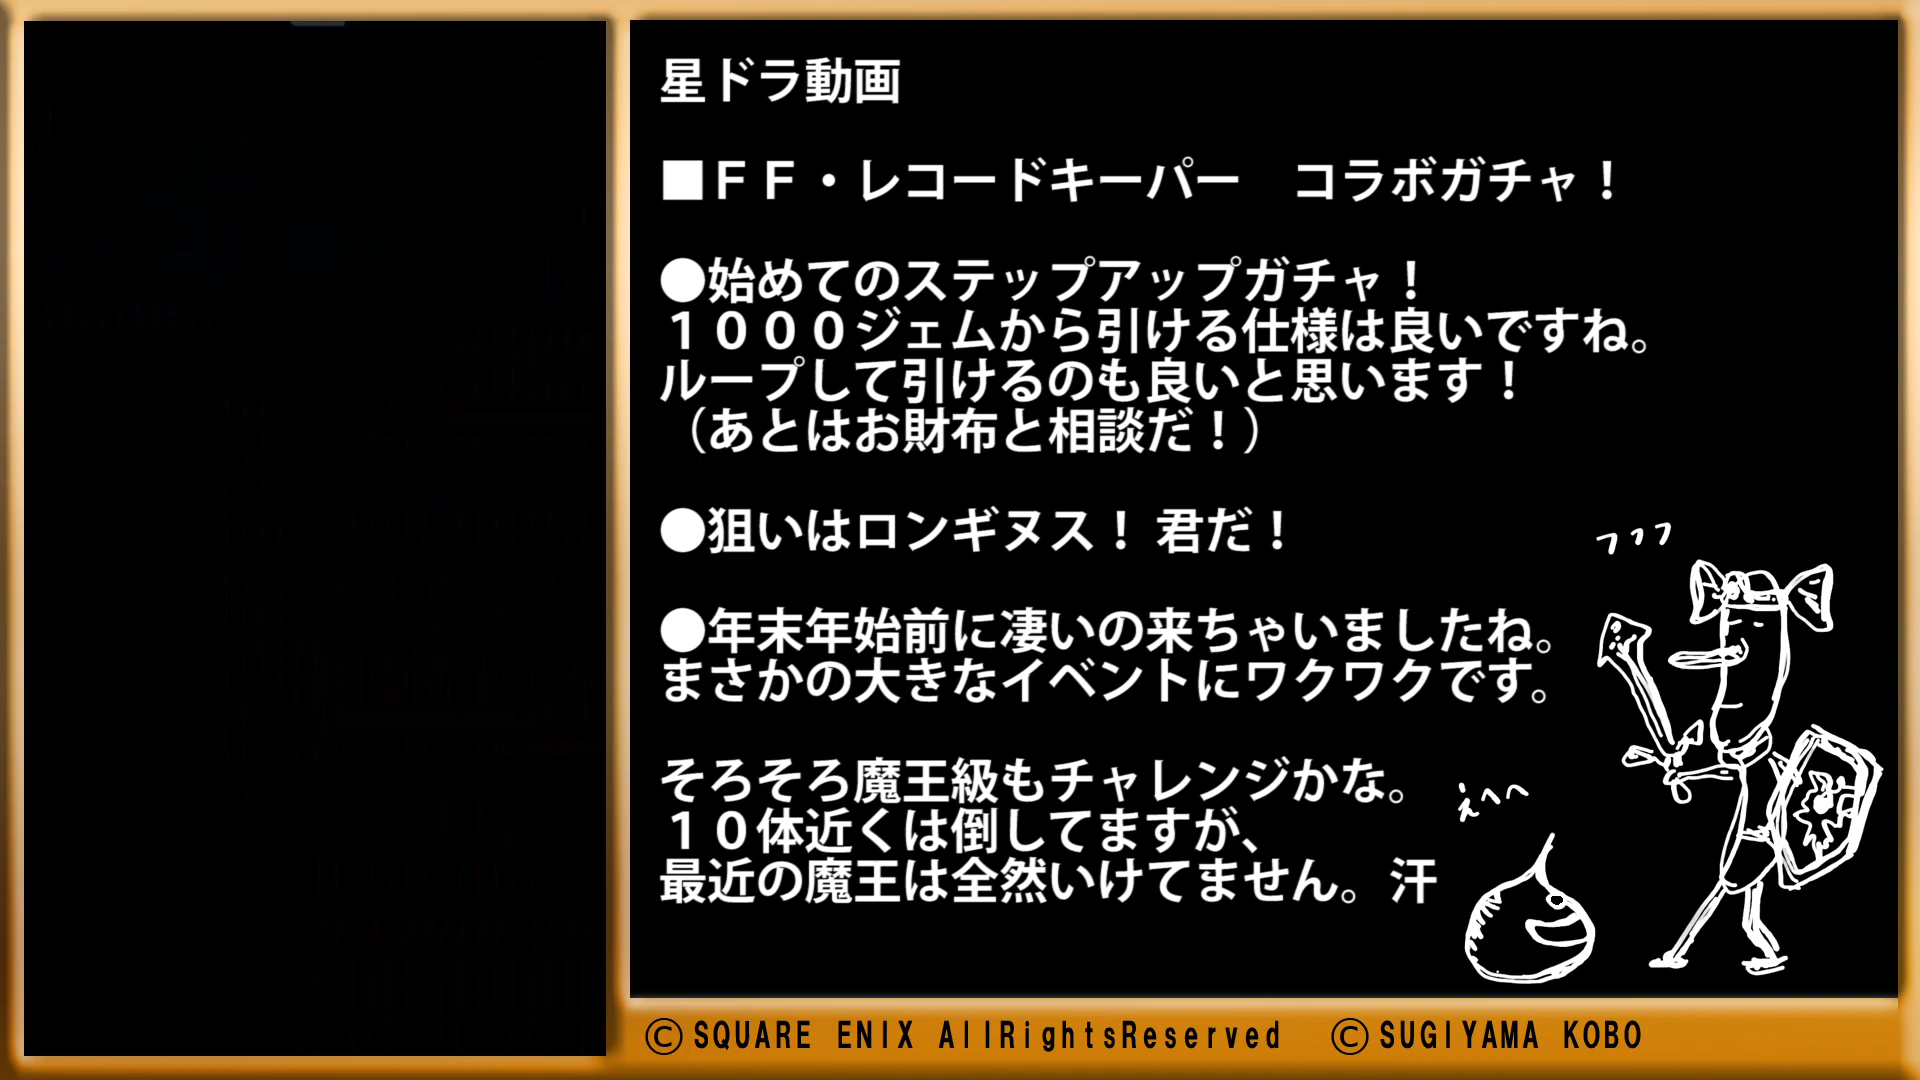 星ドラ動画
■ＦＦ・レコードキーパー　コラボガチャ！
●始めてのステップアップガチャ！
１０００ジェムから引ける仕様は良いですね。
ループして引けるのも良いと思います！
（あとはお財布と相談だ！）
●狙いはロンギヌス！ 君だ！
フフフ
●年末年始前に凄いの来ちゃいましたね。
まさかの大きなイベントにワクワクです。
そろそろ魔王級もチャレンジかな。
えへへ
１０体近くは倒してますが、
最近の魔王は全然いけてません。汗
©SQUARE ENIX AllRightsReserved　©SUGIYAMA KOBO